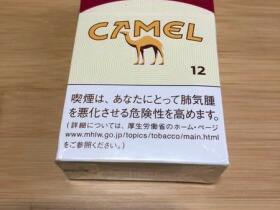 CAMEL
12
喫煙は、あなたにとって肺気腫
を悪化させる危険性を高めます。
(詳細については、厚生労働省のホーム・ページ
www.mhlw.go.jp/topics/tobacco/main.html
をご参照ください。)